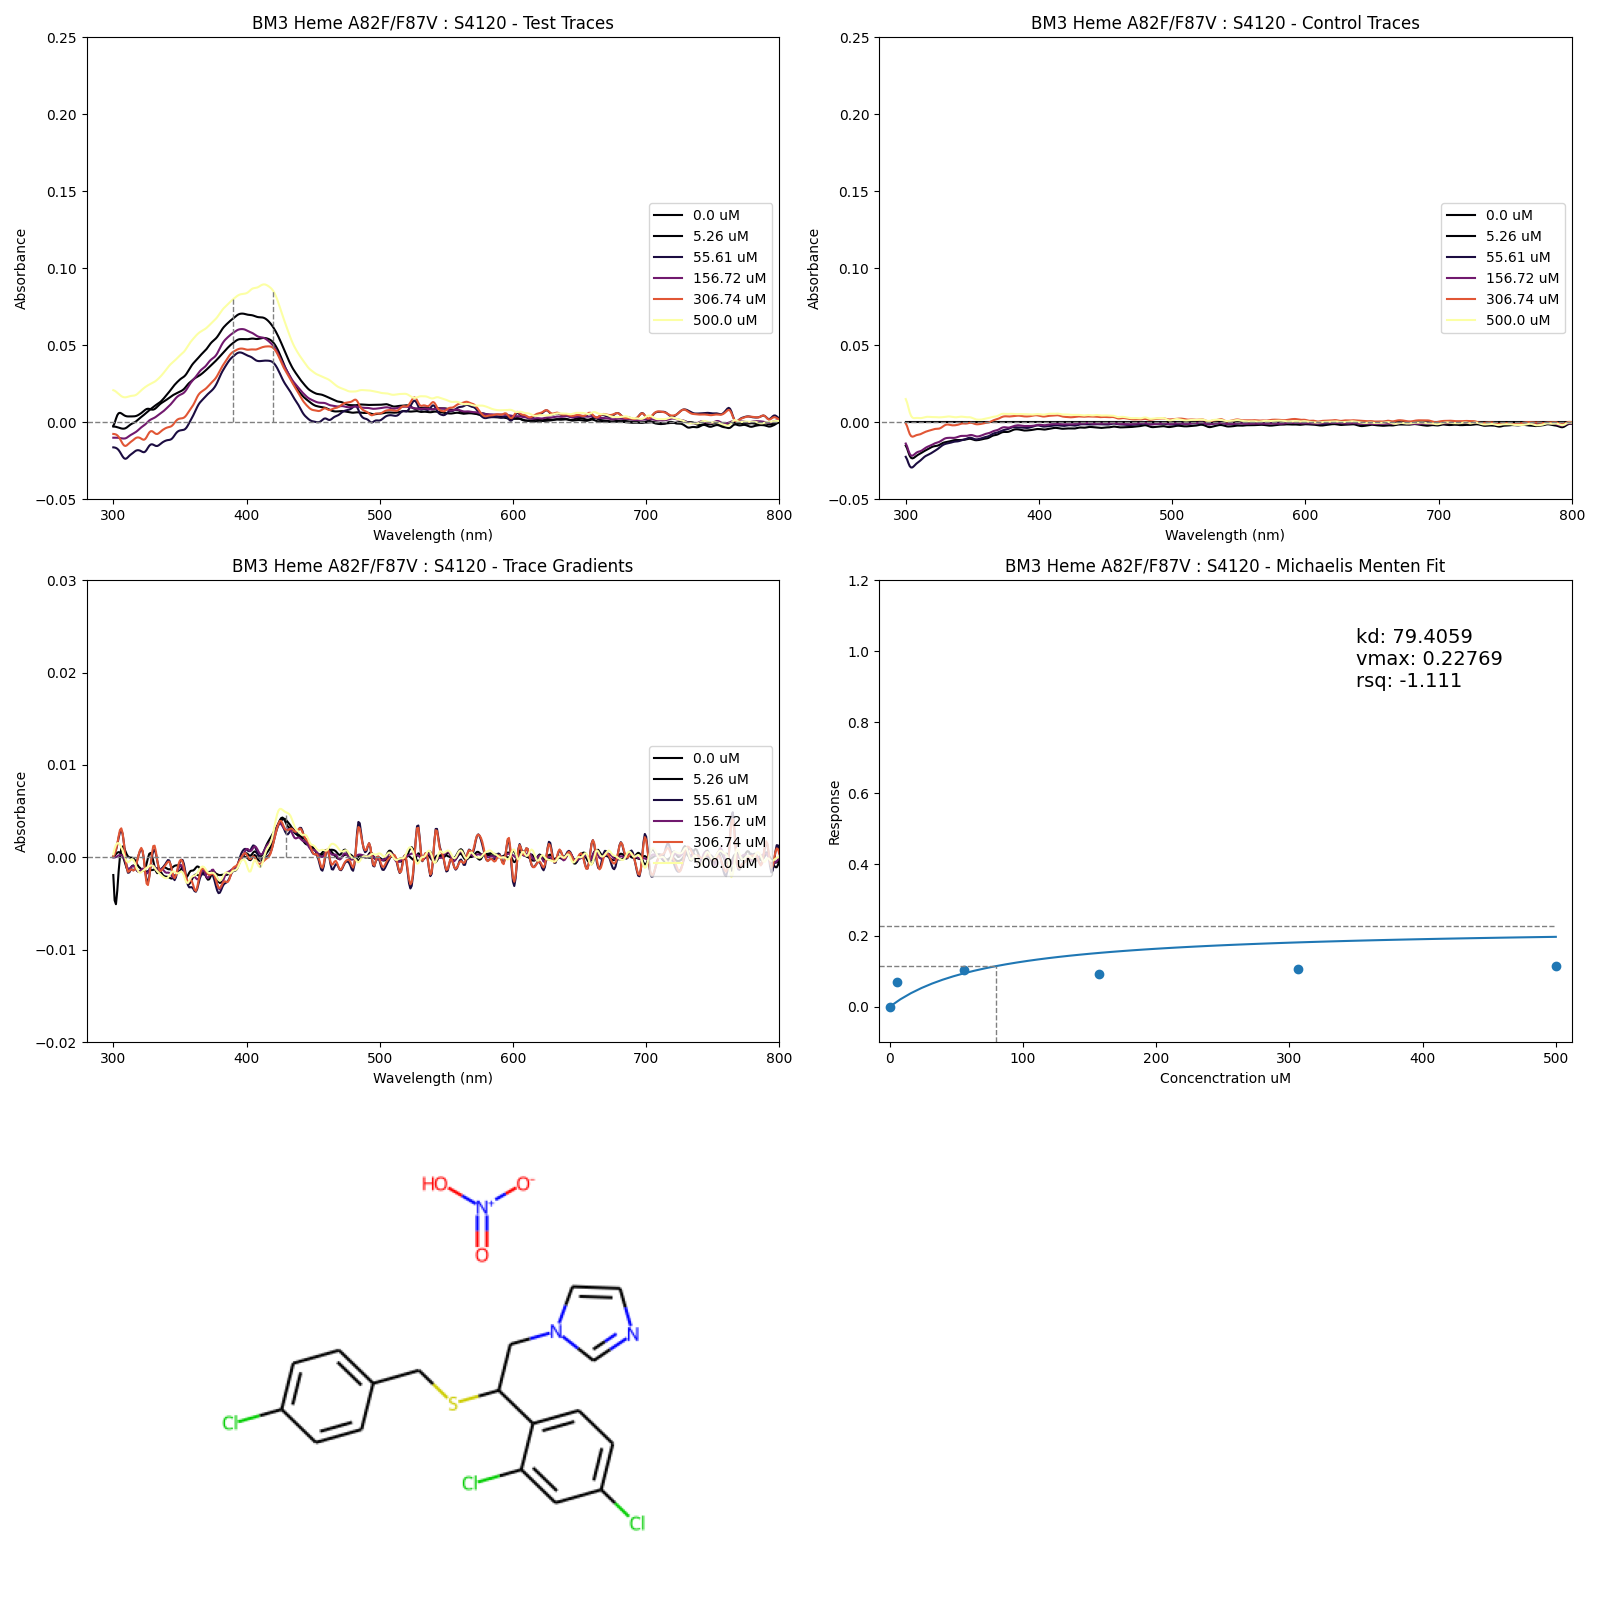 BM3 Heme A82F/F87V : S4120 - Test Traces
0.25
0.20
0.15
0.10
0.05
0.00
−0.05
Absorbance
300
400
500
600
700
800
Wavelength (nm)
0.0 uM
5.26 uM
55.61 uM
156.72 uM
306.74 uM
500.0 uM
BM3 Heme A82F/F87V : S4120 - Control Traces
0.25
0.20
0.15
0.10
0.05
0.00
−0.05
Absorbance
300
400
500
600
700
800
Wavelength (nm)
0.0 uM
5.26 uM
55.61 uM
156.72 uM
306.74 uM
500.0 uM
BM3 Heme A82F/F87V : S4120 - Trace Gradients
0.03
0.02
0.01
0.00
−0.01
−0.02
Absorbance
300
400
500
600
700
800
Wavelength (nm)
0.0 uM
5.26 uM
55.61 uM
156.72 uM
306.74 uM
500.0 uM
BM3 Heme A82F/F87V : S4120 - Michaelis Menten Fit
1.2
1.0
0.8
0.6
0.4
0.2
0.0
Response
0
100
200
300
400
500
Concenctration uM
kd: 79.4059
vmax: 0.22769
rsq: -1.111
HO
O-
N+
O
N
N
S
Cl
Cl
Cl